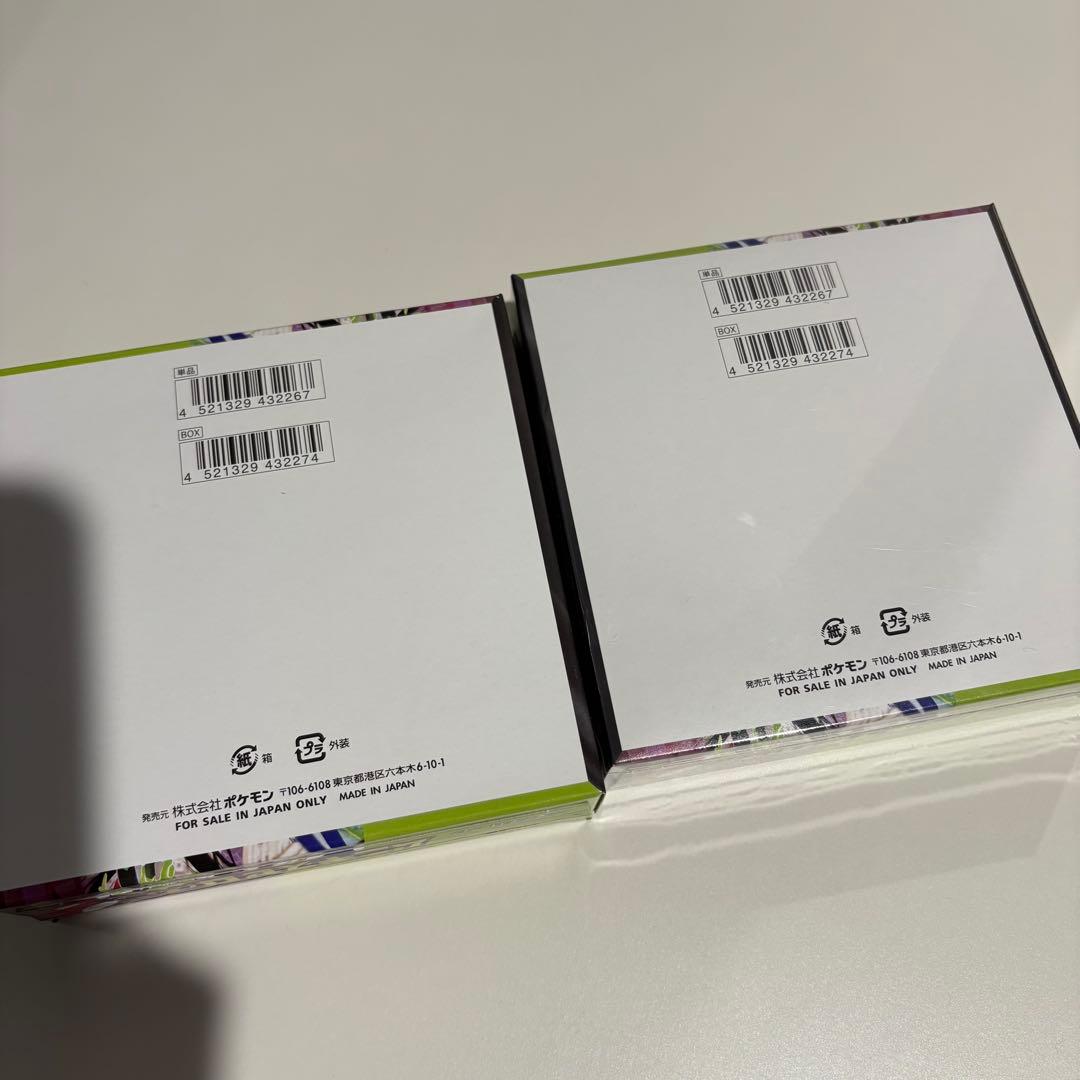 単品
4 521329 432267
BOX
4 521329 432274
紙 箱 プラ 外装
発売元 株式会社ポケモン 〒106-6108 東京都港区六本木6-10-1
FOR SALE IN JAPAN ONLY MADE IN JAPAN
単品
4 521329 432267
BOX
4 521329 432274
紙 箱 プラ 外装
発売元 株式会社ポケモン 〒106-6108 東京都港区六本木6-10-1
FOR SALE IN JAPAN ONLY MADE IN JAPAN